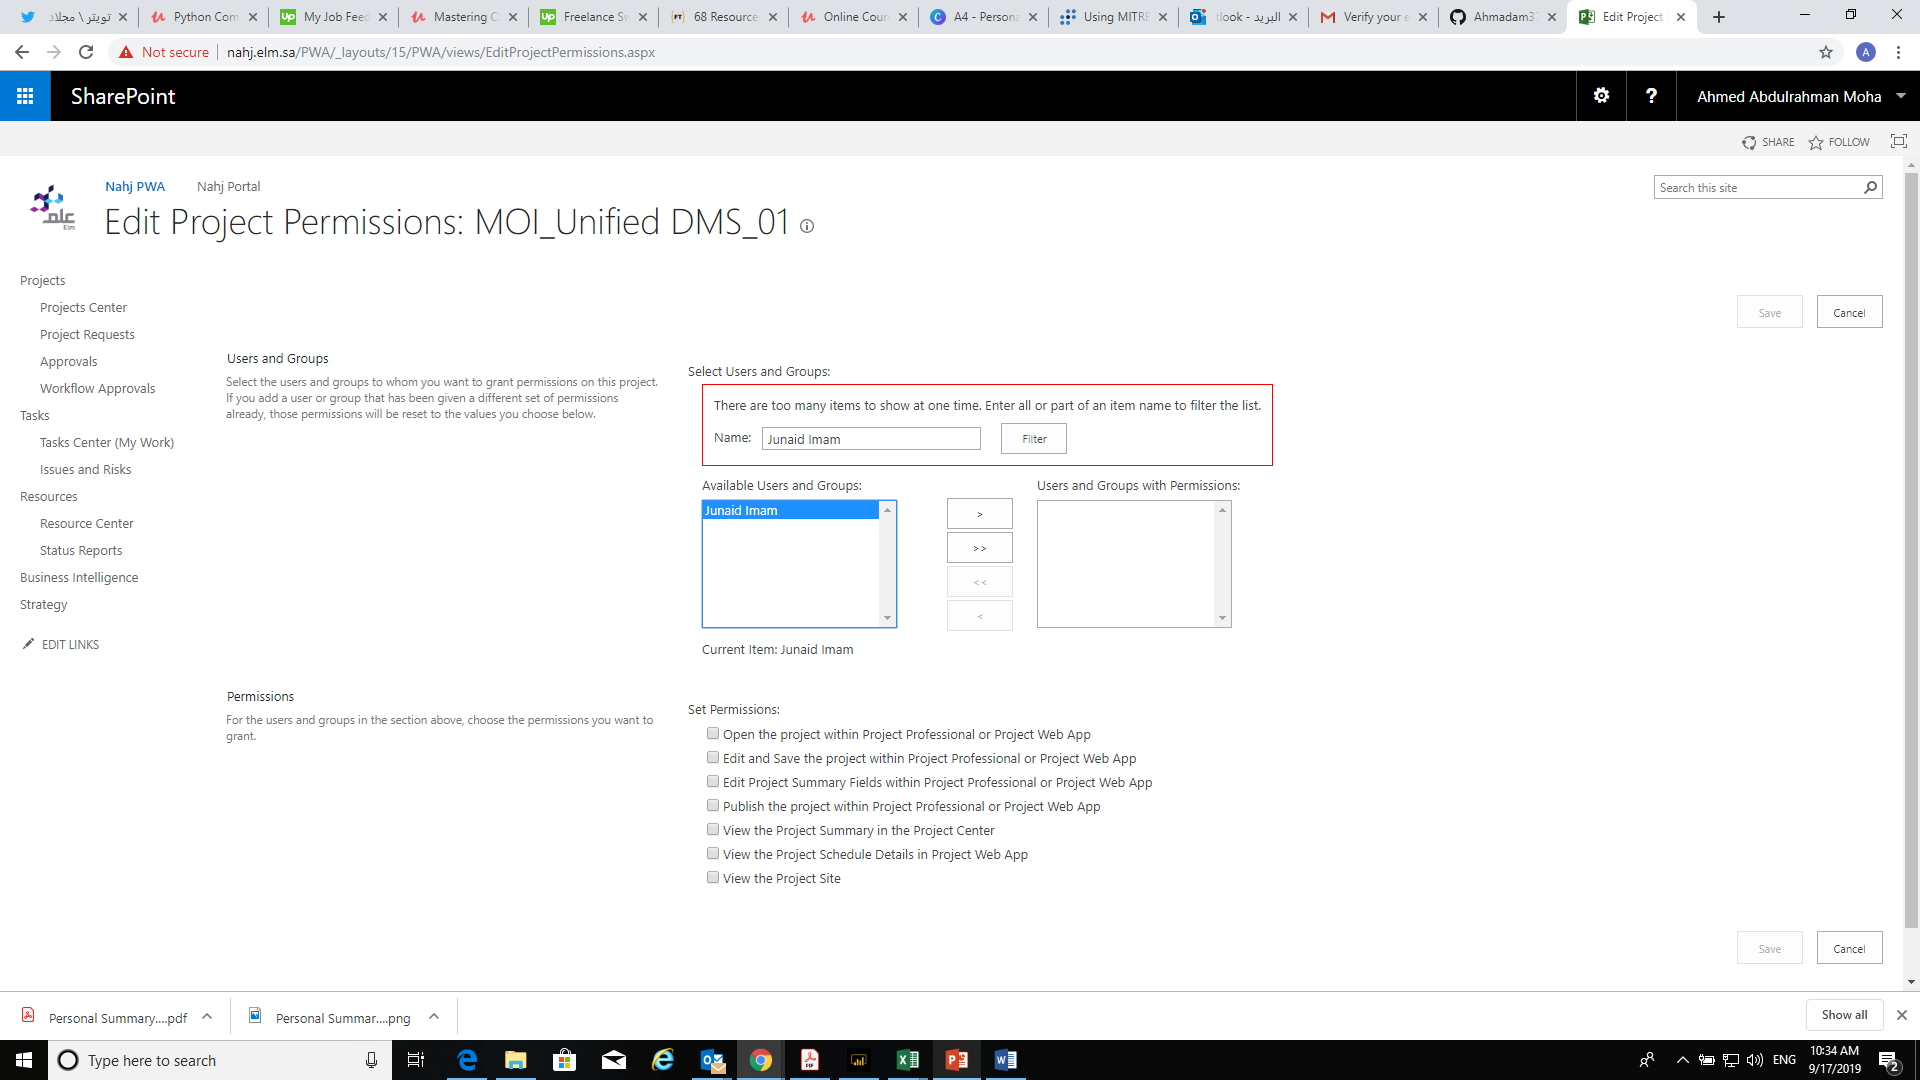 تويتر \ مجلاد
Python Com
My Job Feed
Mastering C
Freelance Sw
68 Resource
Online Cour
A4 - Persona
Using MITRE
البريد - tlook
Verify your e
Ahmadam37
Edit Project
Not secure
nahj.elm.sa/PWA/_layouts/15/PWA/views/EditProjectPermissions.aspx
A
SharePoint
?
Ahmed Abdulrahman Moha
SHARE
FOLLOW
علم
Elm
Nahj PWA
Nahj Portal
Search this site
Edit Project Permissions: MOI_Unified DMS_01
Projects
Projects Center
Project Requests
Approvals
Workflow Approvals
Tasks
Tasks Center (My Work)
Issues and Risks
Resources
Resource Center
Status Reports
Business Intelligence
Strategy
EDIT LINKS
Save
Cancel
Users and Groups
Select the users and groups to whom you want to grant permissions on this project.
If you add a user or group that has been given a different set of permissions
already, those permissions will be reset to the values you choose below.
Select Users and Groups:
There are too many items to show at one time. Enter all or part of an item name to filter the list.
Name:
Junaid Imam
Filter
Available Users and Groups:
Users and Groups with Permissions:
Junaid Imam
>
>>
<<
<
Current Item: Junaid Imam
Permissions
For the users and groups in the section above, choose the permissions you want to
grant.
Set Permissions:
Open the project within Project Professional or Project Web App
Edit and Save the project within Project Professional or Project Web App
Edit Project Summary Fields within Project Professional or Project Web App
Publish the project within Project Professional or Project Web App
View the Project Summary in the Project Center
View the Project Schedule Details in Project Web App
View the Project Site
Save
Cancel
Personal Summary....pdf
Personal Summar....png
Show all
Type here to search
ENG
10:34 AM
9/17/2019
2